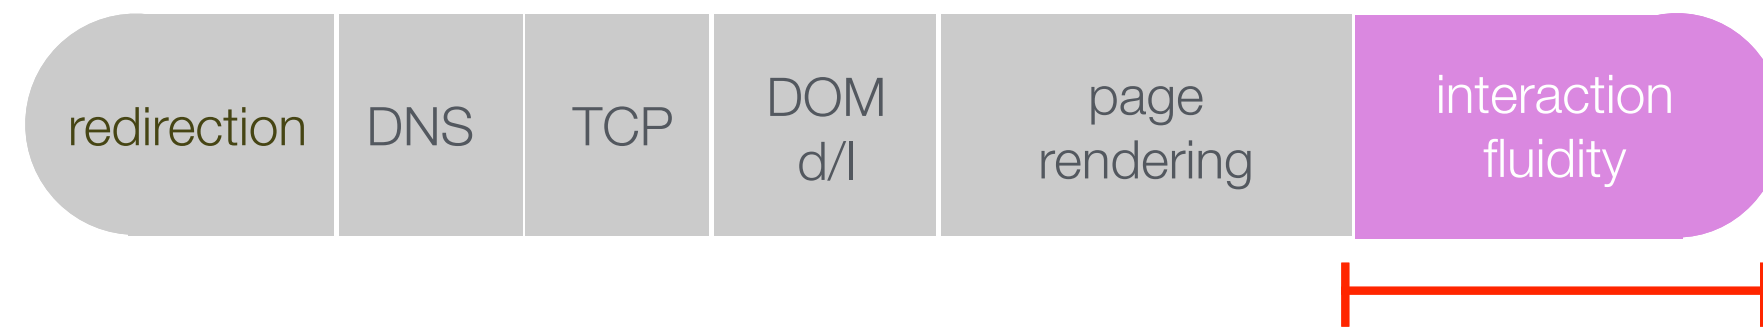 redirection
DNS
TCP
DOM
d/l
page
rendering
interaction
fluidity